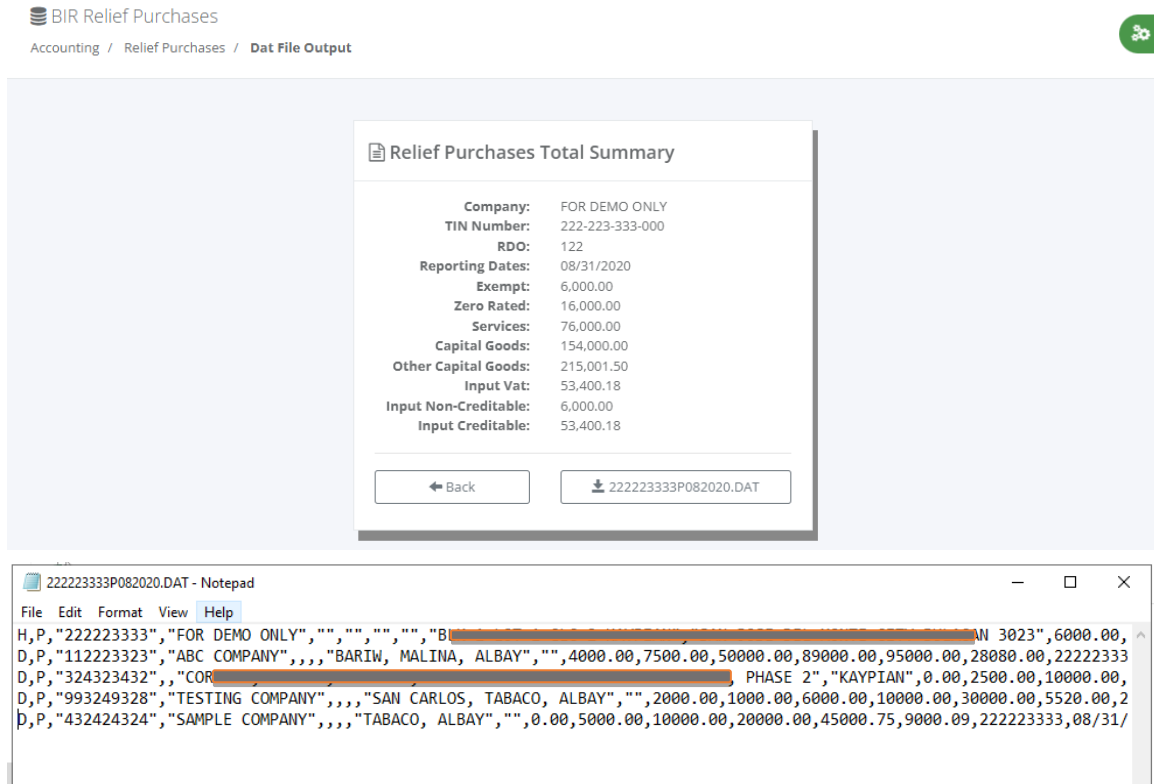 BIR Relief Purchases
Accounting / Relief Purchases / Dat File Output
Relief Purchases Total Summary
Company: FOR DEMO ONLY
TIN Number: 222-223-333-000
RDO: 122
Reporting Dates: 08/31/2020
Exempt: 6,000.00
Zero Rated: 16,000.00
Services: 76,000.00
Capital Goods: 154,000.00
Other Capital Goods: 215,001.50
Input Vat: 53,400.18
Input Non-Creditable: 6,000.00
Input Creditable: 53,400.18
Back 222223333P082020.DAT
222223333P082020.DAT - Notepad
File Edit Format View Help
H,P,"222223333","FOR DEMO ONLY","","","","","B 3023",6000.00,
D,P,"112223323","ABC COMPANY",,,,"BARIW, MALINA, ALBAY","",4000.00,7500.00,50000.00,89000.00,95000.00,28080.00,22222333
D,P,"324323432",,"COR , PHASE 2","KAYPIAN",0.00,2500.00,10000.00,
D,P,"993249328","TESTING COMPANY",,,,"SAN CARLOS, TABACO, ALBAY","",2000.00,1000.00,6000.00,10000.00,30000.00,5520.00,2
D,P,"432424324","SAMPLE COMPANY",,,,"TABACO, ALBAY","",0.00,5000.00,10000.00,20000.00,45000.75,9000.09,222223333,08/31/